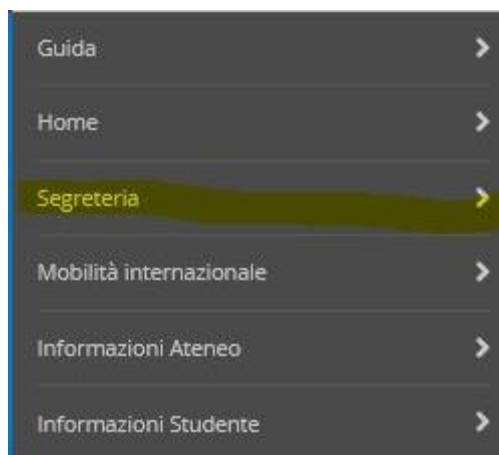 Guida
Home
Segreteria
Mobilità internazionale
Informazioni Ateneo
Informazioni Studente